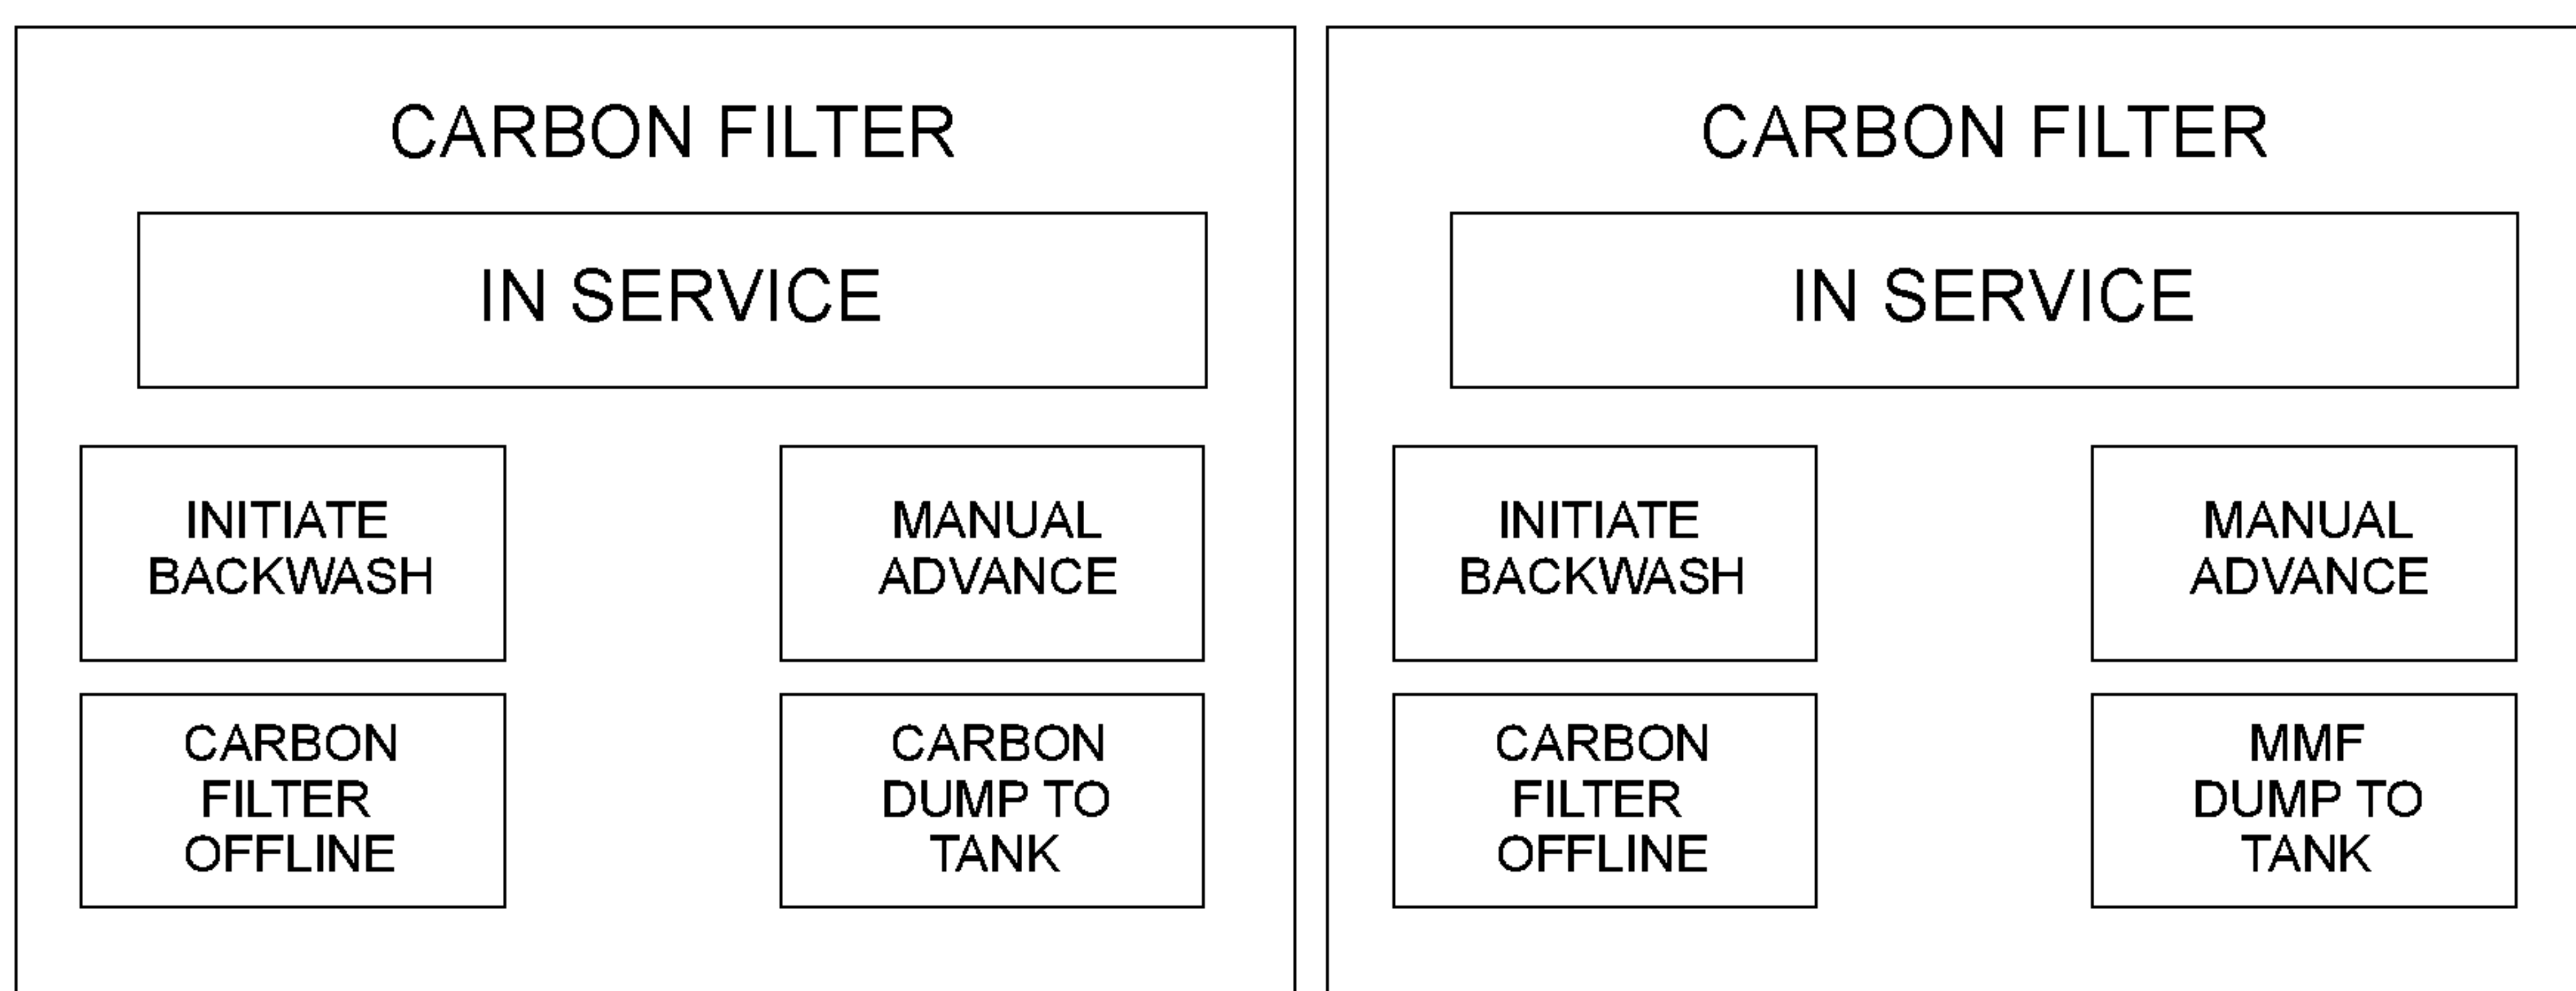 CARBON FILTER
IN SERVICE
INITIATE
BACKWASH
MANUAL
ADVANCE
CARBON
FILTER
OFFLINE
CARBON
DUMP TO
TANK
CARBON FILTER
IN SERVICE
INITIATE
BACKWASH
MANUAL
ADVANCE
CARBON
FILTER
OFFLINE
MMF
DUMP TO
TANK